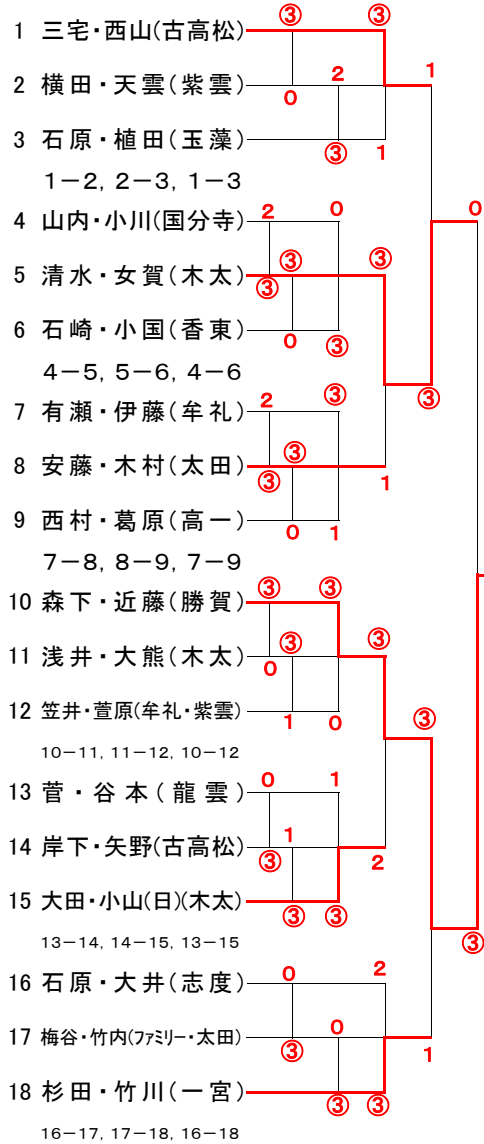 ③ ③
1 三宅・西山(古高松)
2 1
2 横田・天雲(紫雲)
0
3 石原・植田(玉藻)
③ 1
1－2, 2－3, 1－3
2 0 0
4 山内・小川(国分寺)
③ ③
5 清水・女賀(木太)
③
6 石崎・小国(香東)
0 ③
4－5, 5－6, 4－6
③ ③
7 有瀬・伊藤(牟礼)
2
③
8 安藤・木村(太田)
③ 1
9 西村・葛原(高一)
0 1
7－8, 8－9, 7－9
③ ③
10 森下・近藤(勝賀)
③ ③
11 浅井・大熊(木太)
0
12 笠井・萱原(牟礼・紫雲)
1 0 ③
10－11, 11－12, 10－12
0 1
13 菅・谷本(龍雲)
1
14 岸下・矢野(古高松)
③ 2
15 大田・小山(日)(木太)
③ ③
13－14, 14－15, 13－15 ③
0 2
16 石原・大井(志度)
0
17 梅谷・竹内(ファミリー・太田)
③ 1
18 杉田・竹川(一宮)
③ ③
16－17, 17－18, 16－18